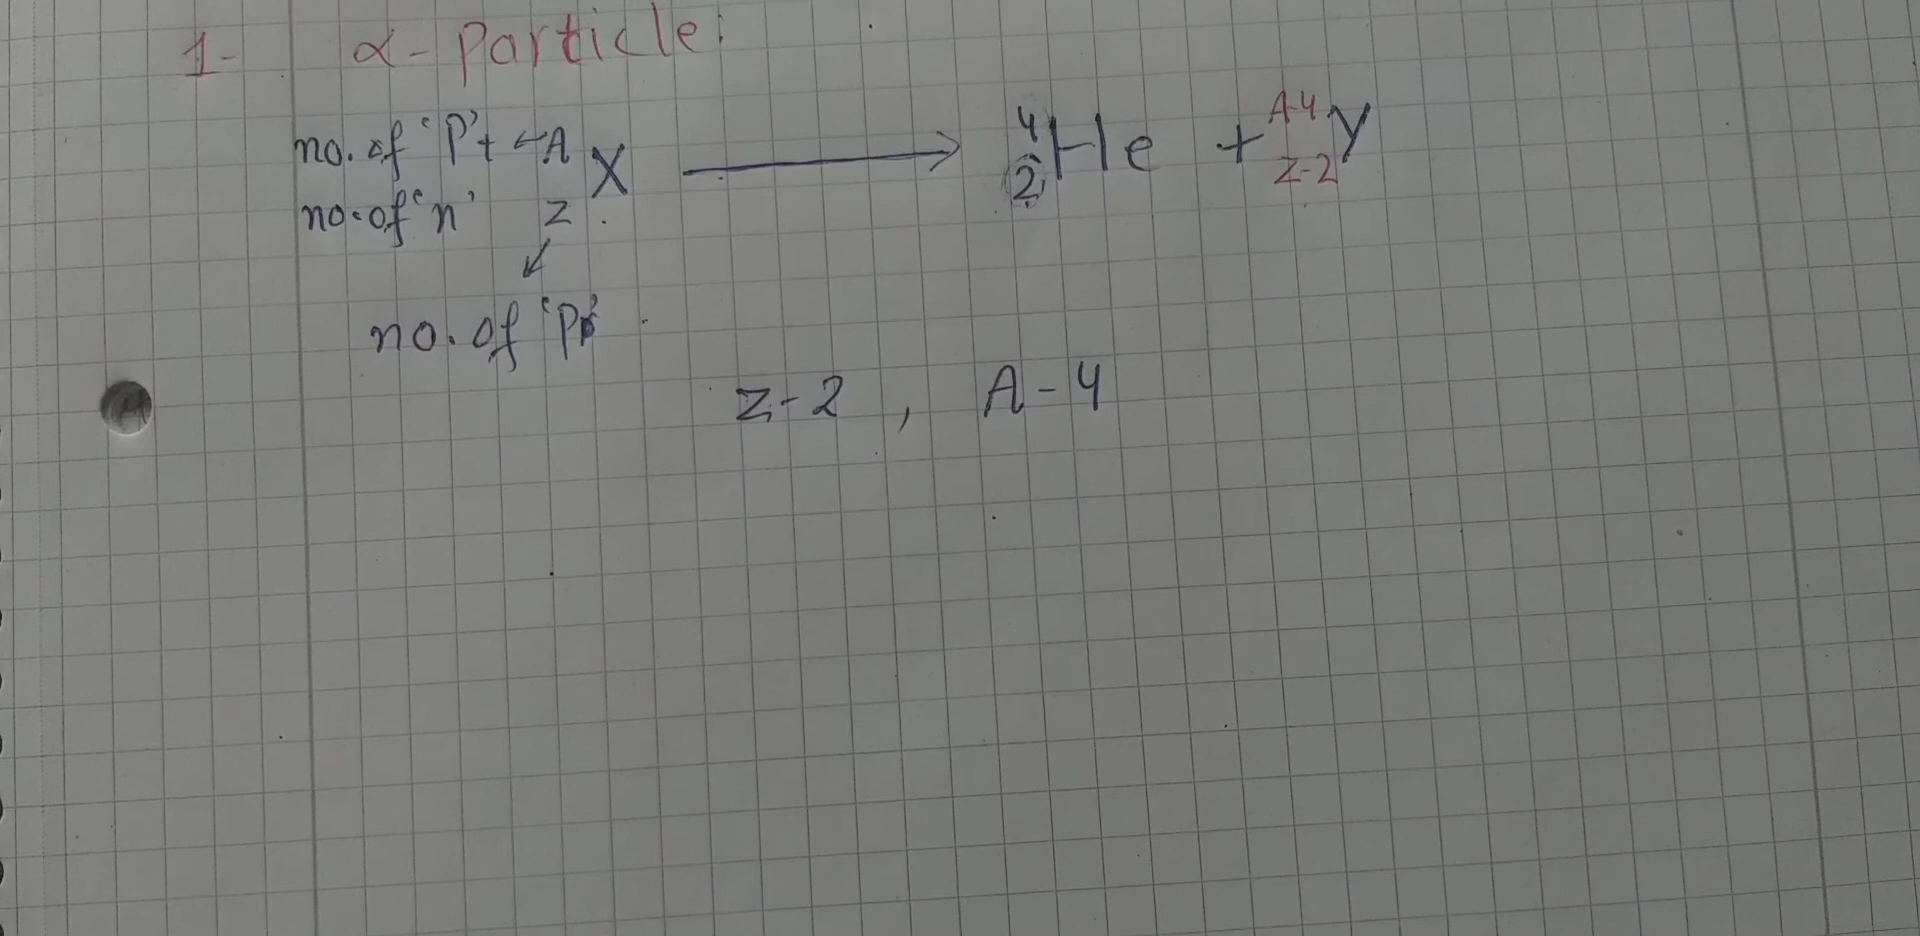 1- α-Particle:
no. of 'P' + ← A X ⟶ 4 2 He + A-4 Z-2 Y
no. of 'n' Z
↙
no. of 'P'
Z-2 , A-4